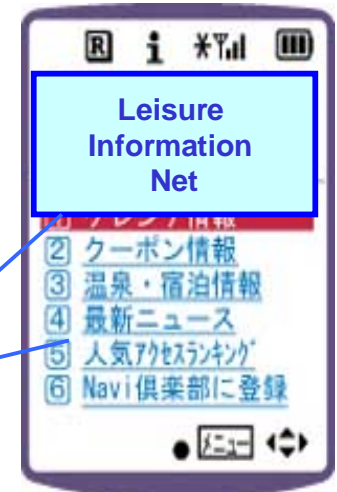 R i
Leisure
Information
Net
情報
2 クーポン情報
3 温泉・宿泊情報
4 最新ニュース
5 人気アクセスランキング
6 Navi倶楽部に登録
メニュー